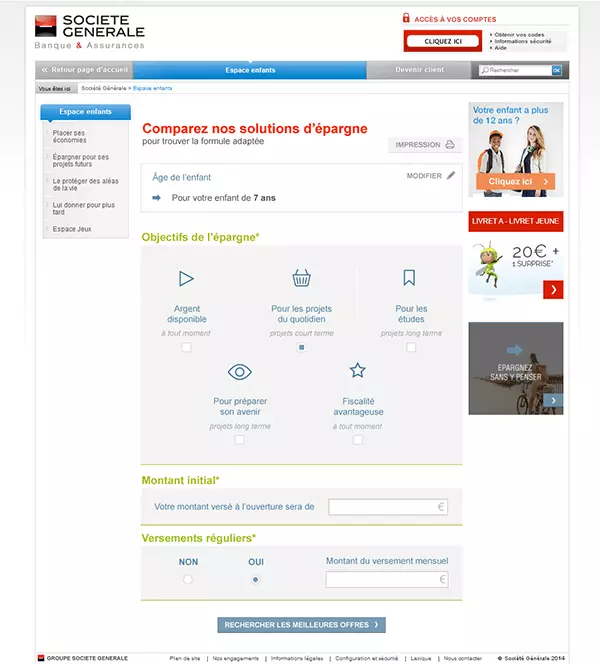 SOCIETE
GENERALE
Banque & Assurances
ACCÈS À VOS COMPTES
CLIQUEZ ICI
Obtenir vos codes
Informations sécurité
Aide
« Retour page d'accueil
Espace enfants
Devenir client
Rechercher
OK
Vous êtes ici
Société Générale > Espace enfants
Espace enfants
Placer ses
économies
Épargner pour ses
projets futurs
Le protéger des aléas
de la vie
Lui donner pour plus
tard
Espace Jeux
Comparez nos solutions d'épargne
pour trouver la formule adaptée
IMPRESSION
Âge de l'enfant
MODIFIER
Pour votre enfant de 7 ans
Objectifs de l'épargne*
Argent
disponible
à tout moment
Pour les projets
du quotidien
projets court terme
Pour les
études
projets long terme
Pour préparer
son avenir
projets long terme
Fiscalité
avantageuse
à tout moment
Montant initial*
Votre montant versé à l'ouverture sera de
€
Versements réguliers*
NON
OUI
Montant du versement mensuel
€
RECHERCHER LES MEILLEURES OFFRES
Votre enfant a plus
de 12 ans ?
Cliquez ici
LIVRET A - LIVRET JEUNE
20€ +
1 SURPRISE*
EPARGNEZ
SANS Y PENSER
GROUPE SOCIETE GENERALE
Plan de site | Nos engagements | Informations légales | Configuration et sécurité | Lexique | Nous contacter
© Société Générale 2014